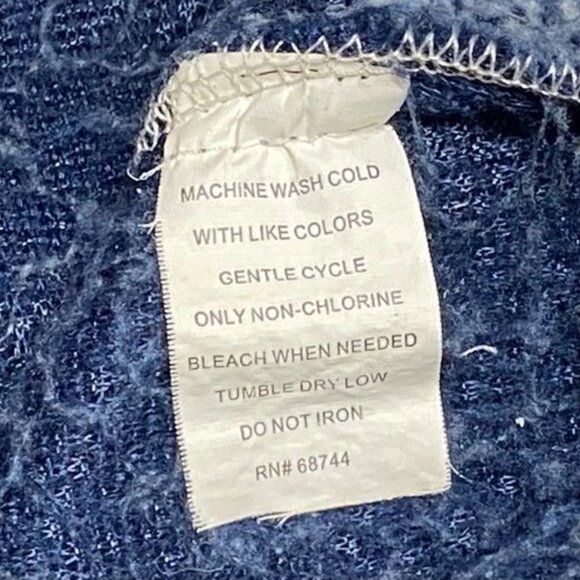 MACHINE WASH COLD
WITH LIKE COLORS
GENTLE CYCLE
ONLY NON-CHLORINE
BLEACH WHEN NEEDED
TUMBLE DRY LOW
DO NOT IRON
RN# 68744